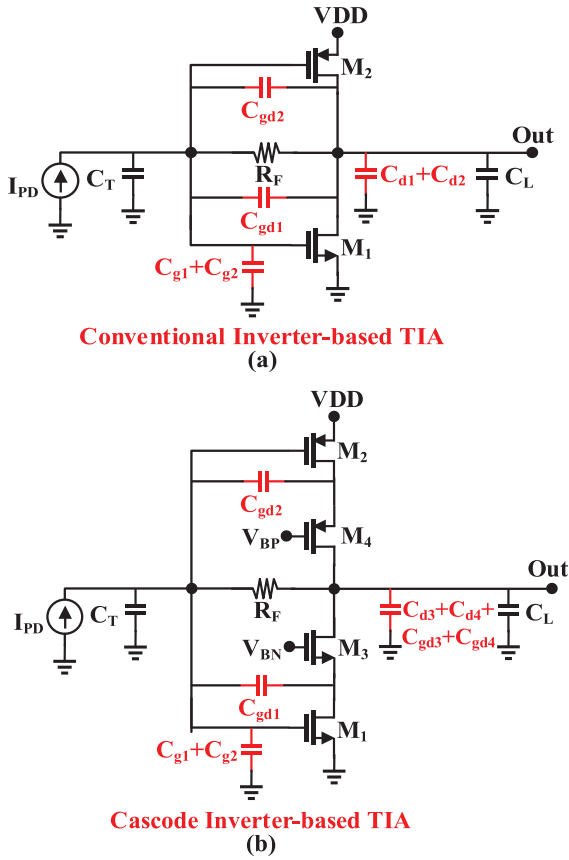 VDD
M2
Cgd2
Out
IPD
CT
RF
Cd1+Cd2
CL
Cgd1
M1
Cg1+Cg2
Conventional Inverter-based TIA
(a)
VDD
M2
Cgd2
VBP
M4
Out
IPD
CT
RF
Cd3+Cd4+
Cgd3+Cgd4
CL
VBN
M3
Cgd1
M1
Cg1+Cg2
Cascode Inverter-based TIA
(b)